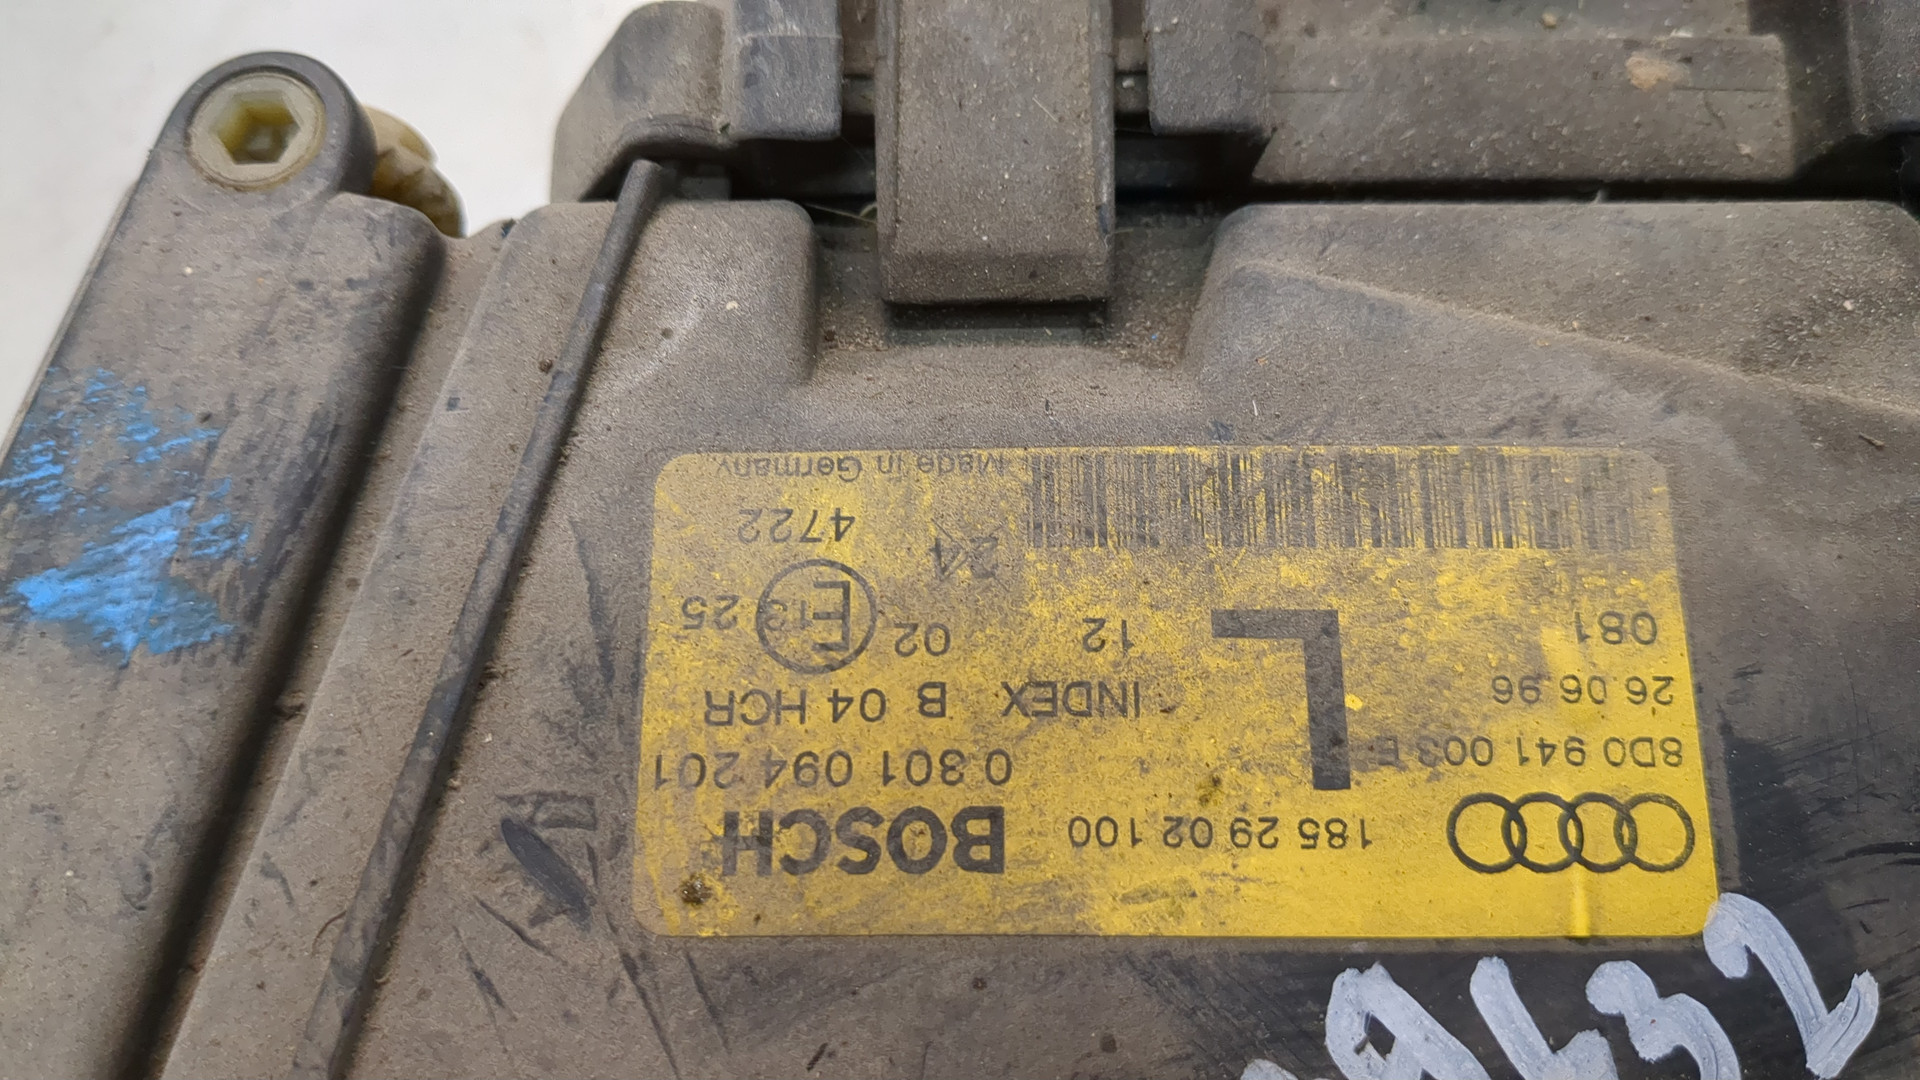 185 29 02 100 BOSCH
8D0 941 003 E L 0 301 094 201
26 06 96 INDEX B 04 HCR
081 12 02 E13 25
24 4722
Made in Germany